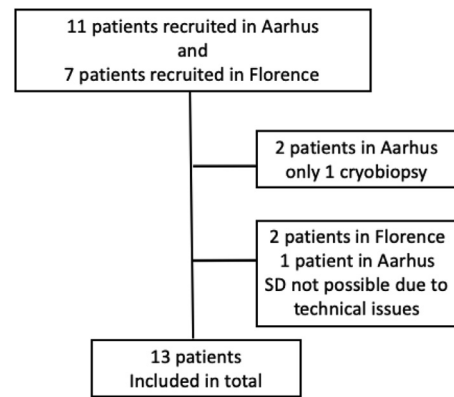 11 patients recruited in Aarhus
and
7 patients recruited in Florence
2 patients in Aarhus
only 1 cryobiopsy
2 patients in Florence
1 patient in Aarhus
SD not possible due to
technical issues
13 patients
Included in total